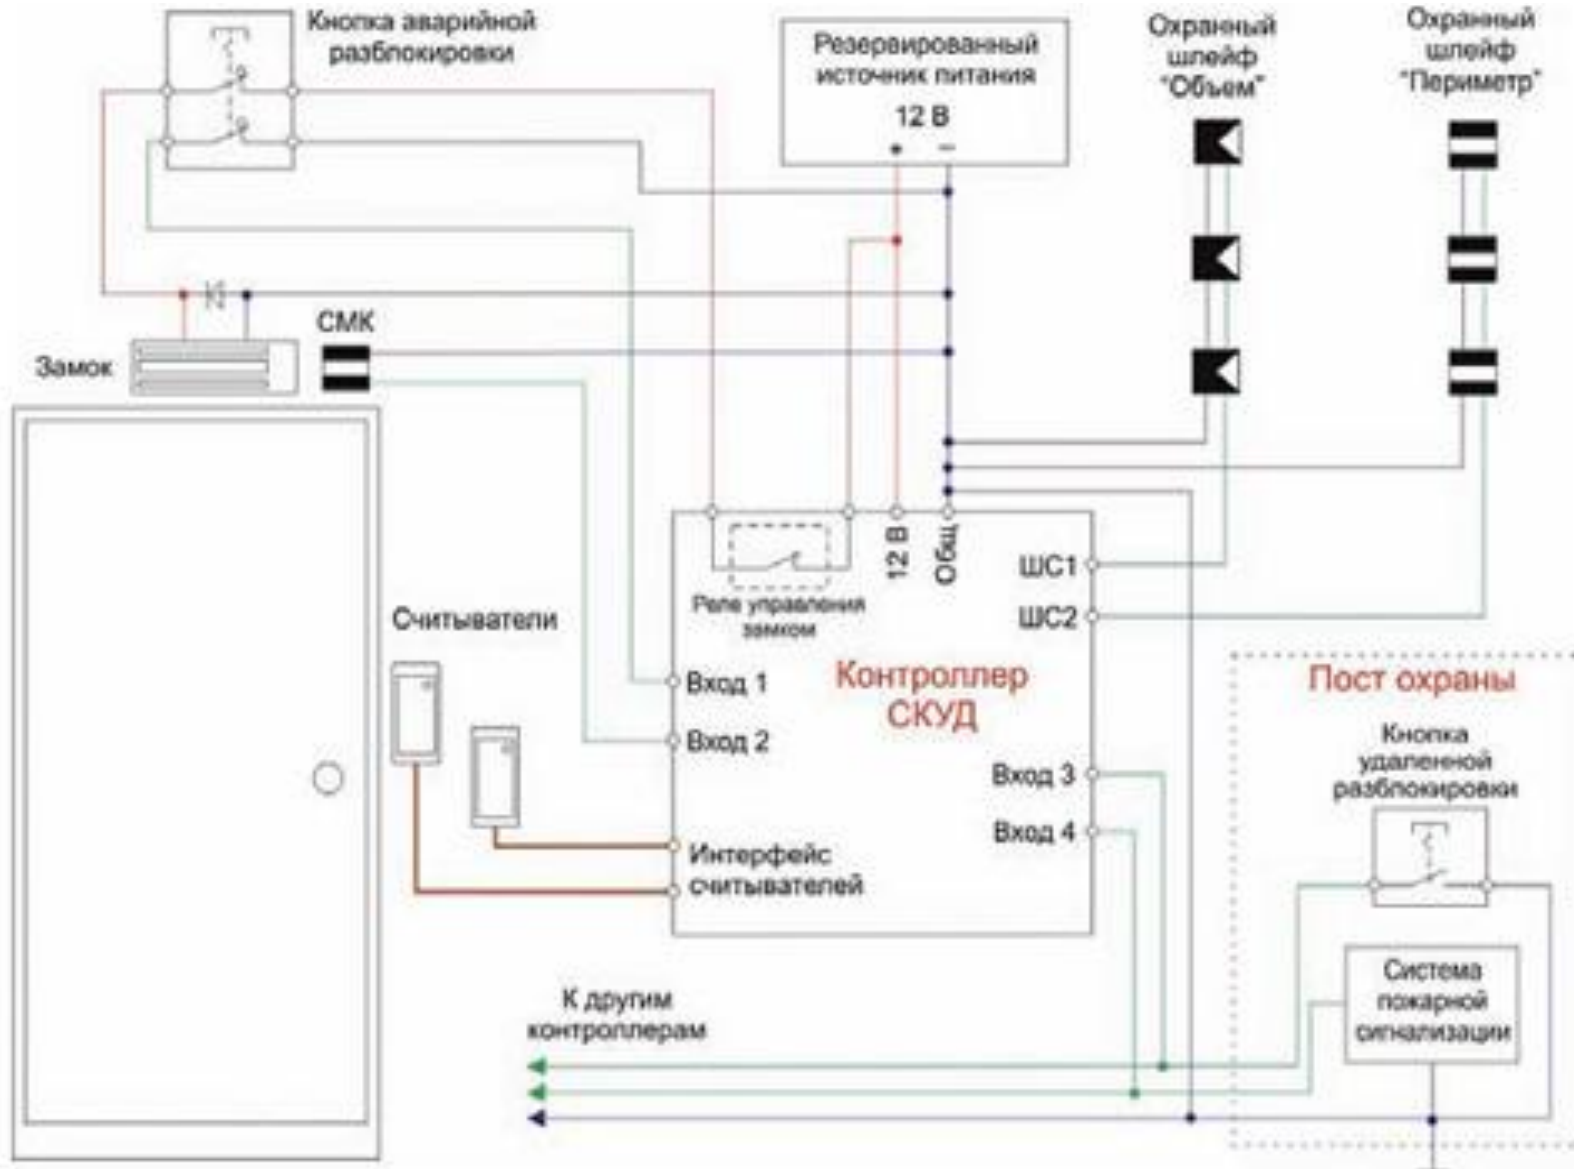 Кнопка аварийной
разблокировки
Резервированный
источник питания
12 В
+ −
Охранный
шлейф
"Объем"
Охранный
шлейф
"Периметр"
СМК
Замок
12 В
Общ
Реле управления
замком
ШС1
ШС2
Считыватели
Контроллер
СКУД
Вход 1
Вход 2
Вход 3
Вход 4
Интерфейс
считывателей
Пост охраны
Кнопка
удаленной
разблокировки
Система
пожарной
сигнализации
К другим
контроллерам